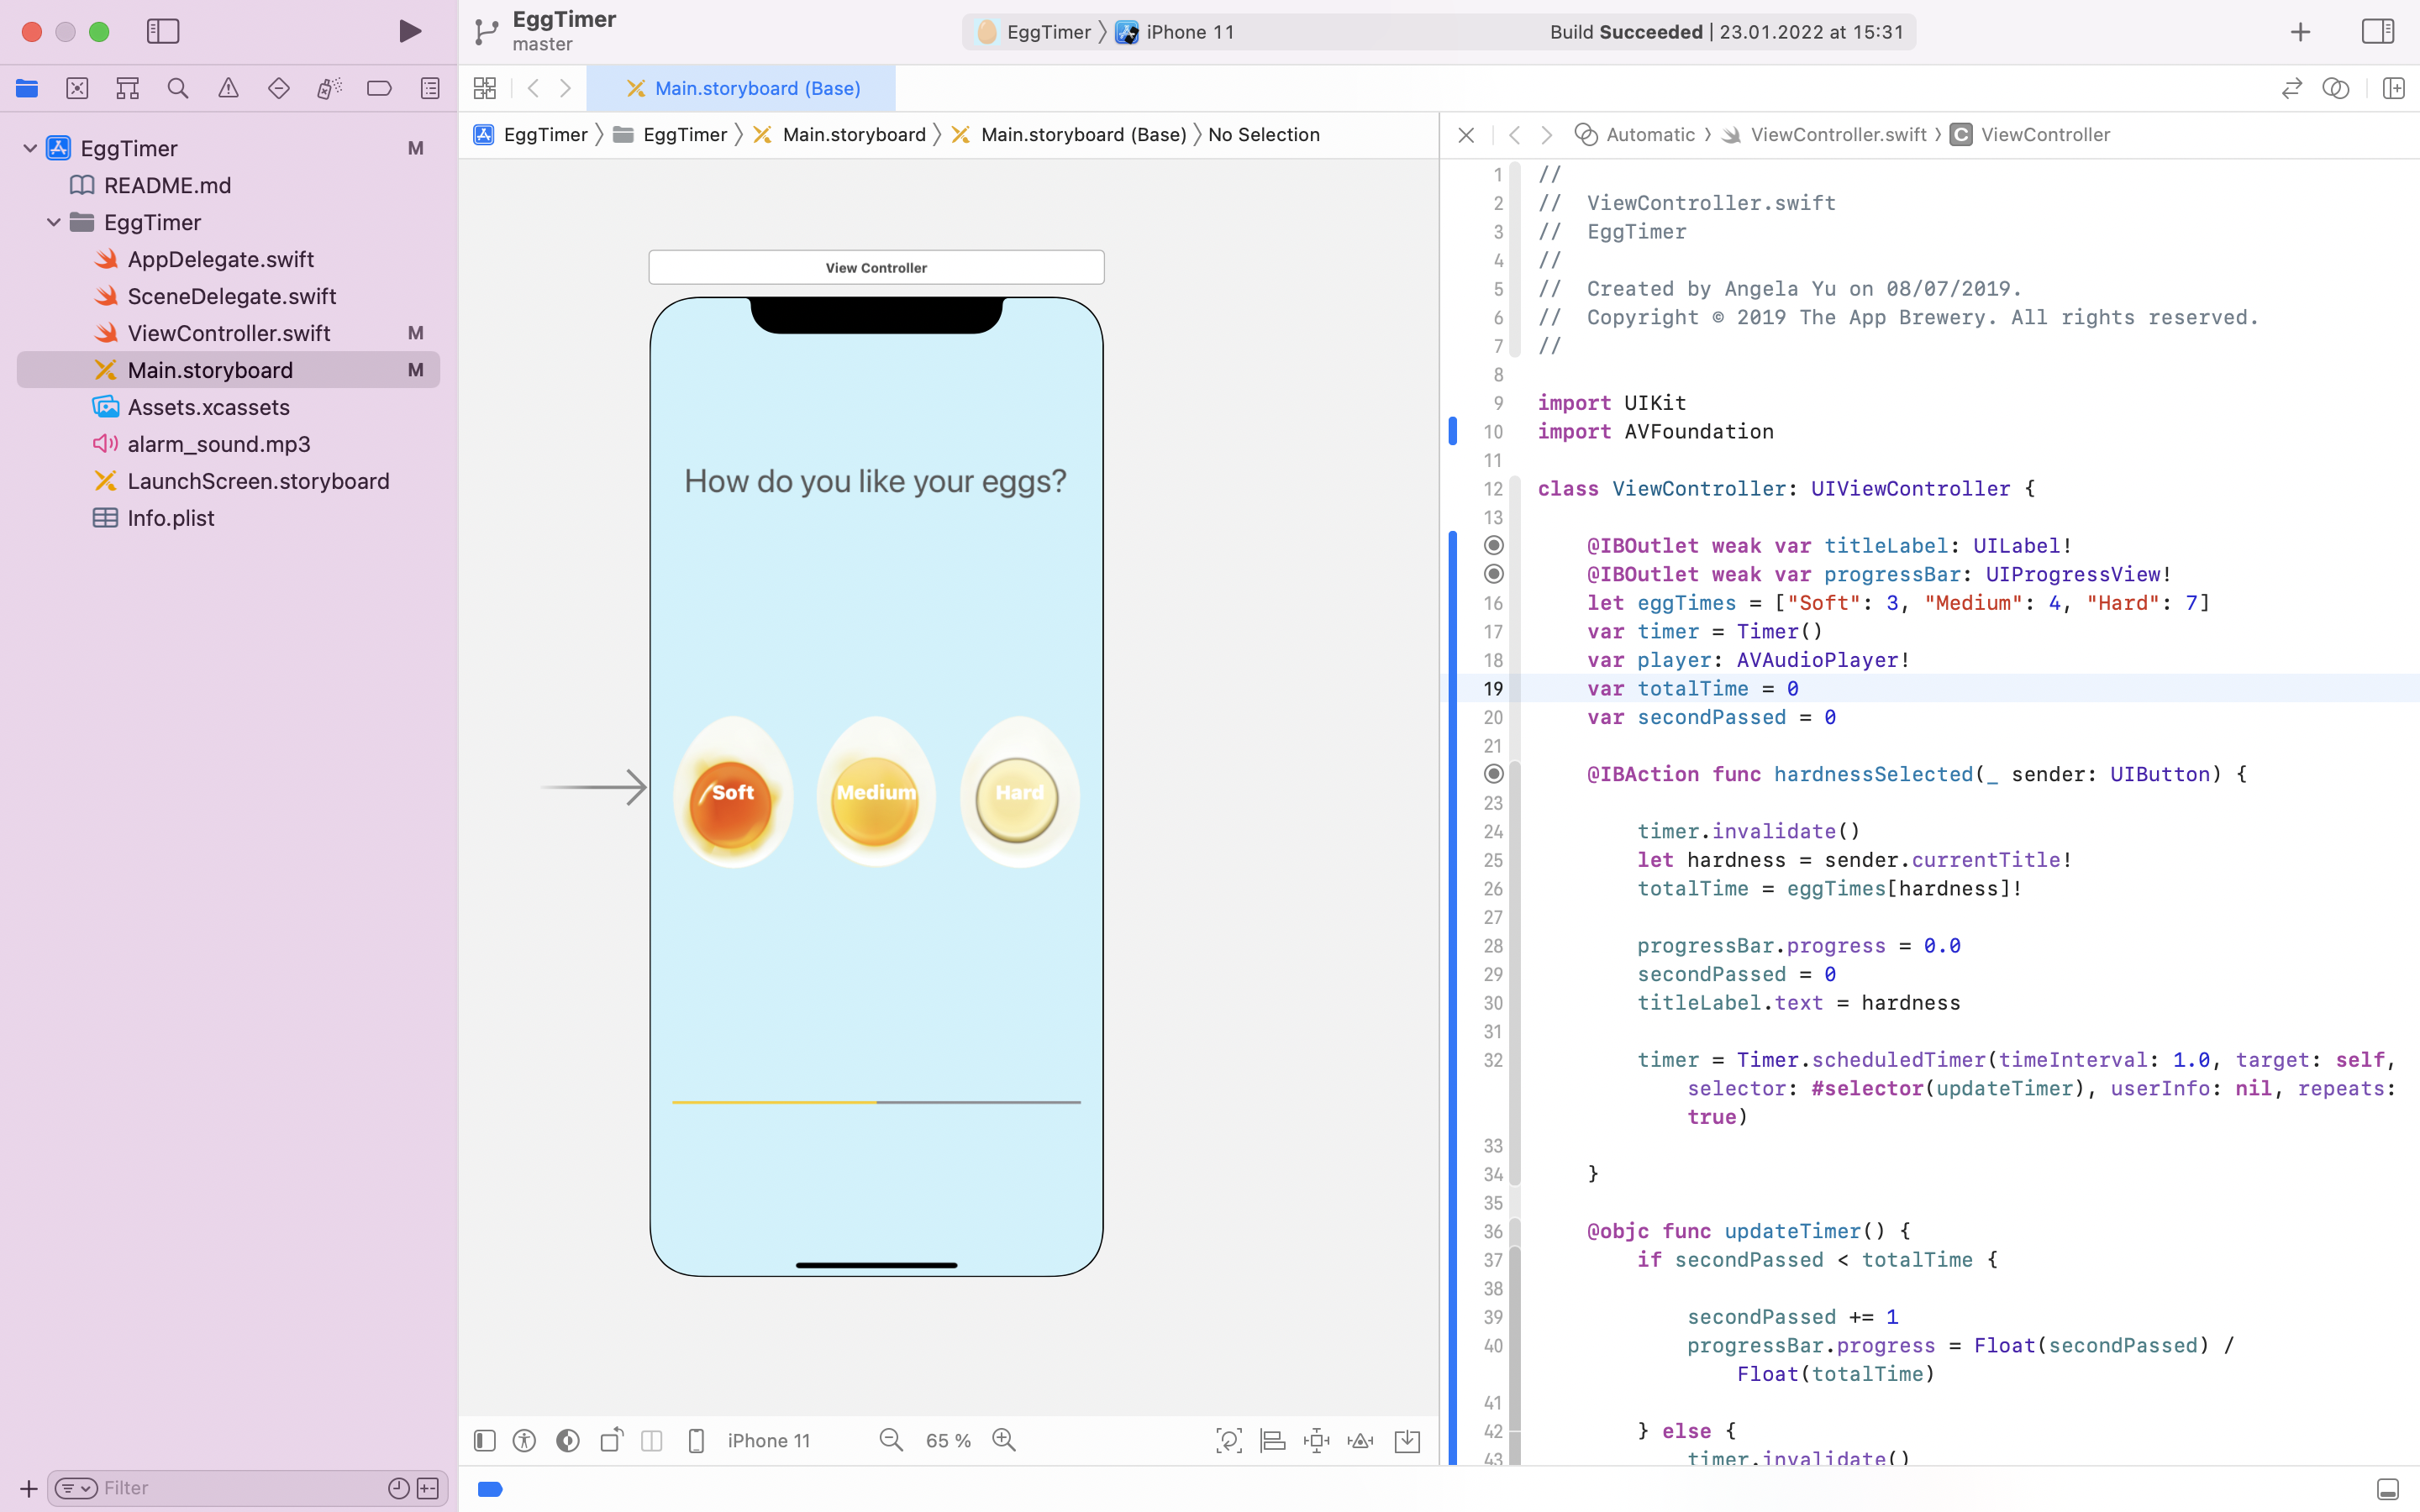 EggTimer
master
EggTimer
iPhone 11
Build Succeeded | 23.01.2022 at 15:31
Main.storyboard (Base)
EggTimer M
README.md
EggTimer
AppDelegate.swift
SceneDelegate.swift
ViewController.swift M
Main.storyboard M
Assets.xcassets
alarm_sound.mp3
LaunchScreen.storyboard
Info.plist
Filter
EggTimer EggTimer Main.storyboard Main.storyboard (Base) No Selection
View Controller
How do you like your eggs?
Soft Medium Hard
iPhone 11 65 %
Automatic ViewController.swift C ViewController
1 //
2 //  ViewController.swift
3 //  EggTimer
4 //
5 //  Created by Angela Yu on 08/07/2019.
6 //  Copyright © 2019 The App Brewery. All rights reserved.
7 //
8
9 import UIKit
10 import AVFoundation
11
12 class ViewController: UIViewController {
13
@IBOutlet weak var titleLabel: UILabel!
@IBOutlet weak var progressBar: UIProgressView!
16 let eggTimes = ["Soft": 3, "Medium": 4, "Hard": 7]
17 var timer = Timer()
18 var player: AVAudioPlayer!
19 var totalTime = 0
20 var secondPassed = 0
21
@IBAction func hardnessSelected(_ sender: UIButton) {
23
24 timer.invalidate()
25 let hardness = sender.currentTitle!
26 totalTime = eggTimes[hardness]!
27
28 progressBar.progress = 0.0
29 secondPassed = 0
30 titleLabel.text = hardness
31
32 timer = Timer.scheduledTimer(timeInterval: 1.0, target: self,
selector: #selector(updateTimer), userInfo: nil, repeats:
true)
33
34 }
35
36 @objc func updateTimer() {
37 if secondPassed < totalTime {
38
39 secondPassed += 1
40 progressBar.progress = Float(secondPassed) /
Float(totalTime)
41
42 } else {
43 timer.invalidate()